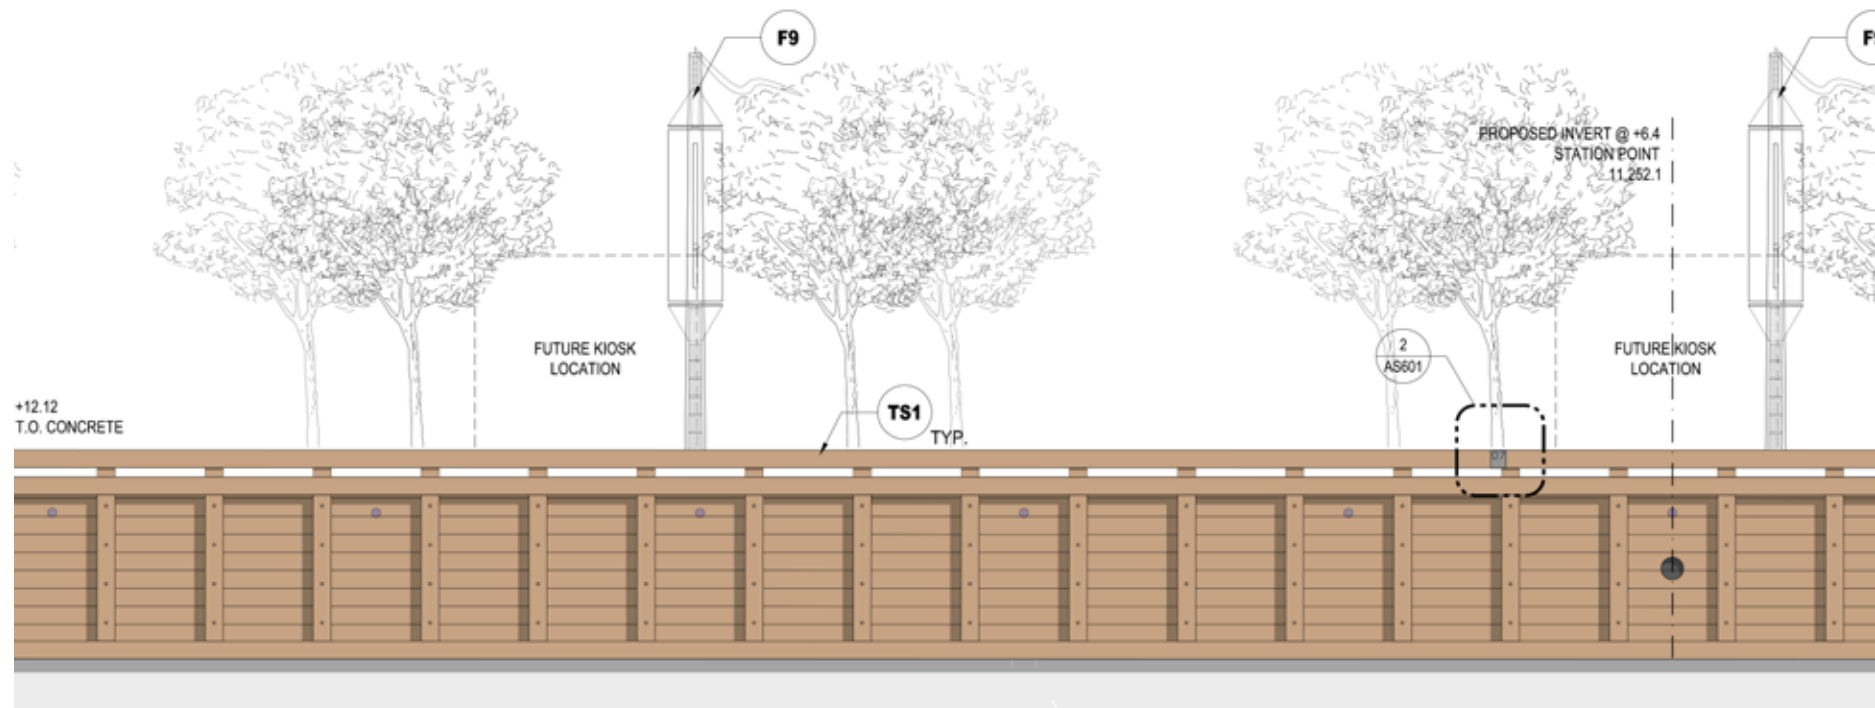 F9
PROPOSED INVERT @ +6.4
STATION POINT
11,252.1
FUTURE KIOSK
LOCATION
2
AS601
FUTURE KIOSK
LOCATION
+12.12
T.O. CONCRETE
TS1
TYP.
07